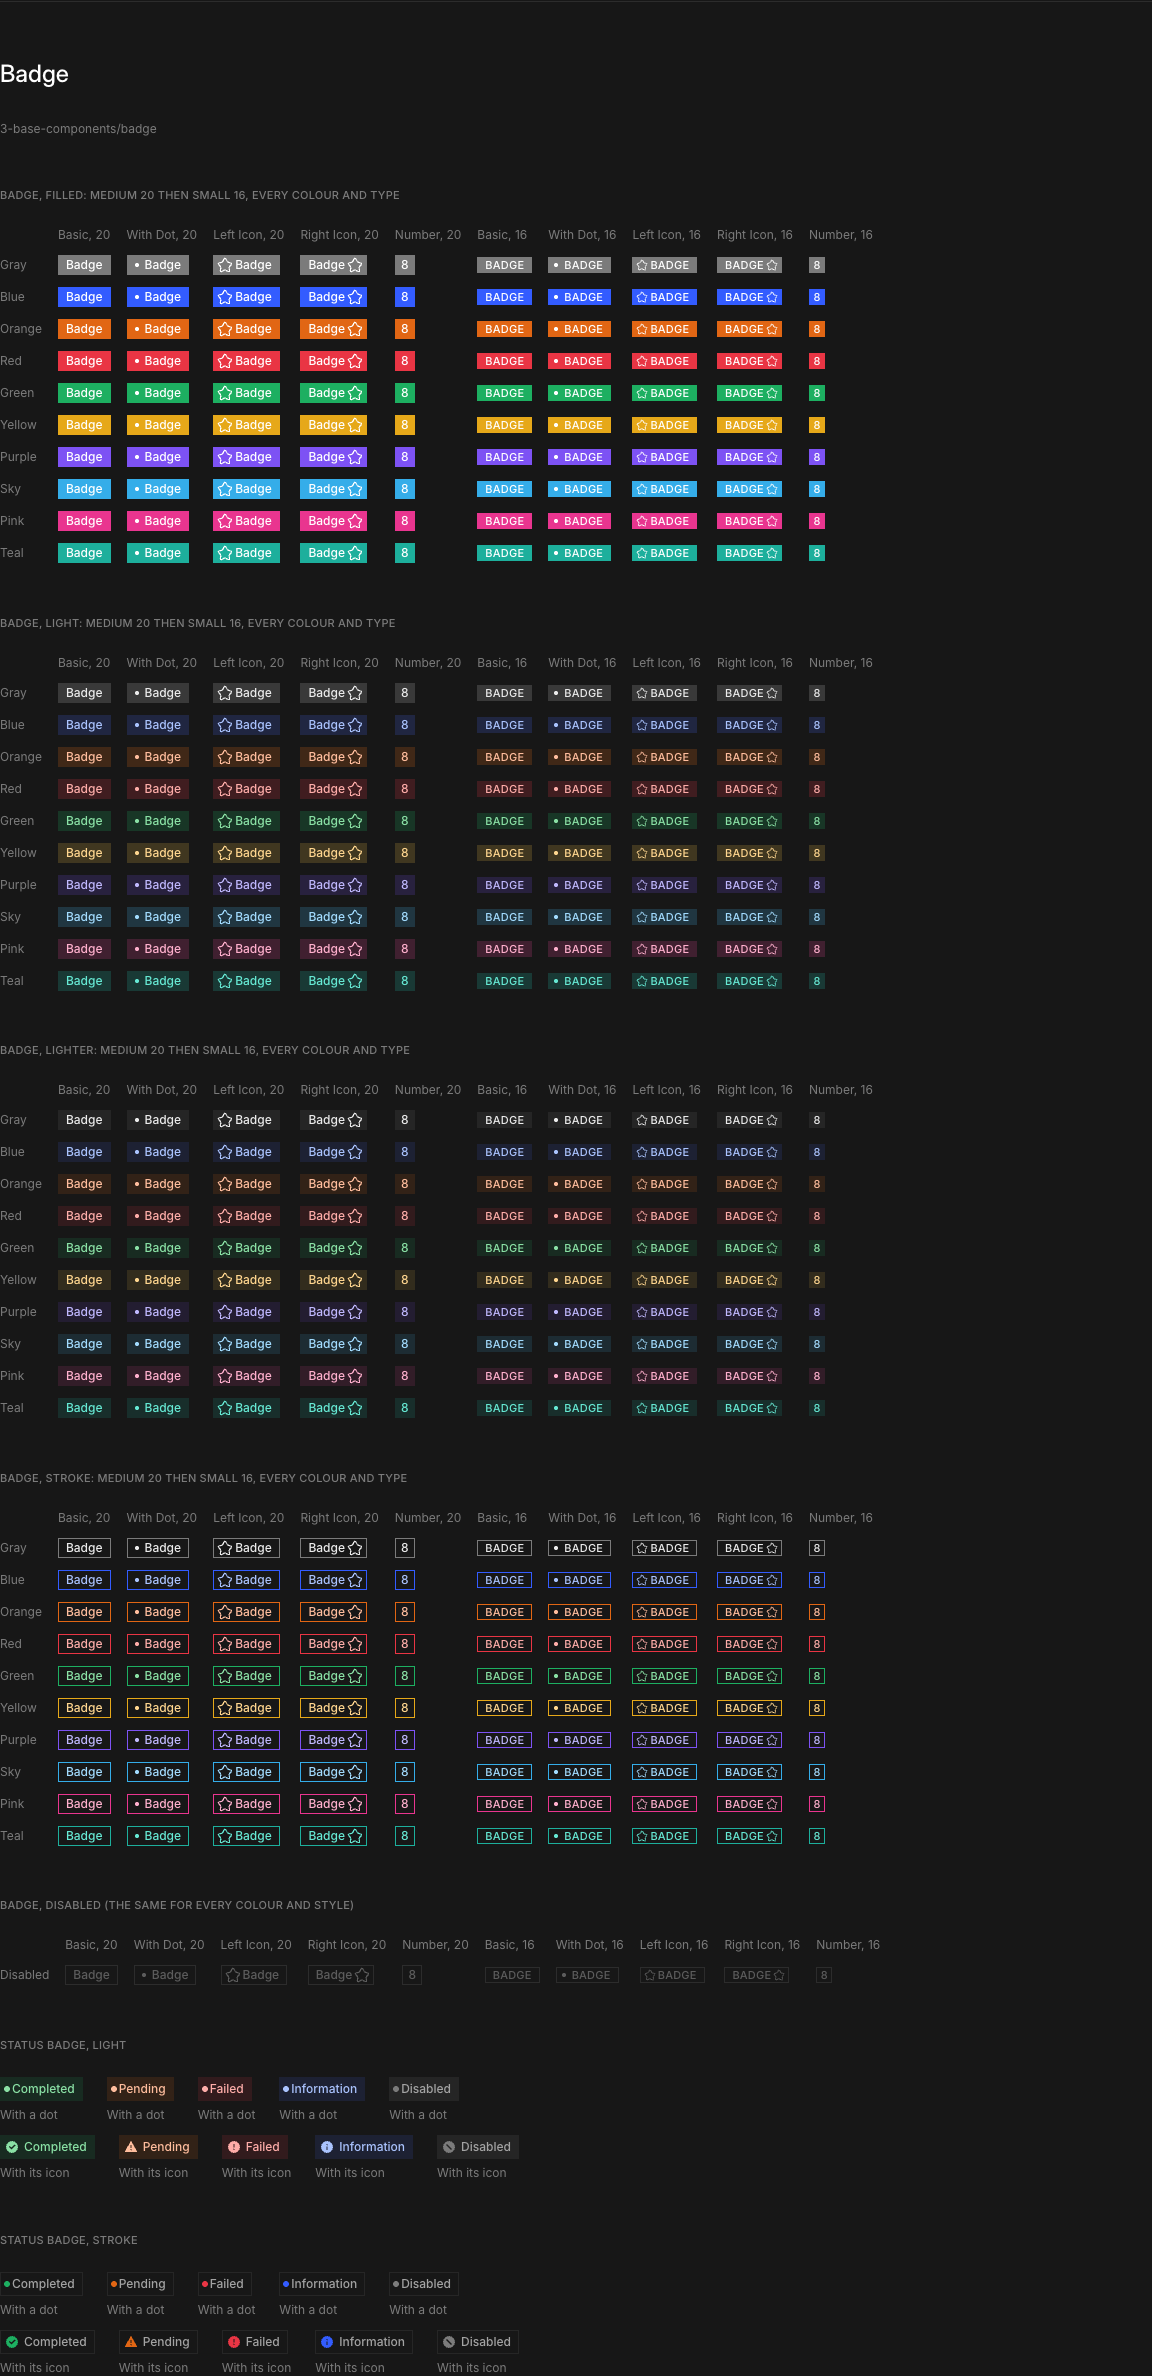 Badge
3-base-components/badge
BADGE, FILLED: MEDIUM 20 THEN SMALL 16, EVERY COLOUR AND TYPE
Basic, 20 With Dot, 20 Left Icon, 20 Right Icon, 20 Number, 20 Basic, 16 With Dot, 16 Left Icon, 16 Right Icon, 16 Number, 16
Gray Badge Badge Badge Badge 8 BADGE BADGE BADGE BADGE 8
Blue Badge Badge Badge Badge 8 BADGE BADGE BADGE BADGE 8
Orange Badge Badge Badge Badge 8 BADGE BADGE BADGE BADGE 8
Red Badge Badge Badge Badge 8 BADGE BADGE BADGE BADGE 8
Green Badge Badge Badge Badge 8 BADGE BADGE BADGE BADGE 8
Yellow Badge Badge Badge Badge 8 BADGE BADGE BADGE BADGE 8
Purple Badge Badge Badge Badge 8 BADGE BADGE BADGE BADGE 8
Sky Badge Badge Badge Badge 8 BADGE BADGE BADGE BADGE 8
Pink Badge Badge Badge Badge 8 BADGE BADGE BADGE BADGE 8
Teal Badge Badge Badge Badge 8 BADGE BADGE BADGE BADGE 8
BADGE, LIGHT: MEDIUM 20 THEN SMALL 16, EVERY COLOUR AND TYPE
Basic, 20 With Dot, 20 Left Icon, 20 Right Icon, 20 Number, 20 Basic, 16 With Dot, 16 Left Icon, 16 Right Icon, 16 Number, 16
Gray Badge Badge Badge Badge 8 BADGE BADGE BADGE BADGE 8
Blue Badge Badge Badge Badge 8 BADGE BADGE BADGE BADGE 8
Orange Badge Badge Badge Badge 8 BADGE BADGE BADGE BADGE 8
Red Badge Badge Badge Badge 8 BADGE BADGE BADGE BADGE 8
Green Badge Badge Badge Badge 8 BADGE BADGE BADGE BADGE 8
Yellow Badge Badge Badge Badge 8 BADGE BADGE BADGE BADGE 8
Purple Badge Badge Badge Badge 8 BADGE BADGE BADGE BADGE 8
Sky Badge Badge Badge Badge 8 BADGE BADGE BADGE BADGE 8
Pink Badge Badge Badge Badge 8 BADGE BADGE BADGE BADGE 8
Teal Badge Badge Badge Badge 8 BADGE BADGE BADGE BADGE 8
BADGE, LIGHTER: MEDIUM 20 THEN SMALL 16, EVERY COLOUR AND TYPE
Basic, 20 With Dot, 20 Left Icon, 20 Right Icon, 20 Number, 20 Basic, 16 With Dot, 16 Left Icon, 16 Right Icon, 16 Number, 16
Gray Badge Badge Badge Badge 8 BADGE BADGE BADGE BADGE 8
Blue Badge Badge Badge Badge 8 BADGE BADGE BADGE BADGE 8
Orange Badge Badge Badge Badge 8 BADGE BADGE BADGE BADGE 8
Red Badge Badge Badge Badge 8 BADGE BADGE BADGE BADGE 8
Green Badge Badge Badge Badge 8 BADGE BADGE BADGE BADGE 8
Yellow Badge Badge Badge Badge 8 BADGE BADGE BADGE BADGE 8
Purple Badge Badge Badge Badge 8 BADGE BADGE BADGE BADGE 8
Sky Badge Badge Badge Badge 8 BADGE BADGE BADGE BADGE 8
Pink Badge Badge Badge Badge 8 BADGE BADGE BADGE BADGE 8
Teal Badge Badge Badge Badge 8 BADGE BADGE BADGE BADGE 8
BADGE, STROKE: MEDIUM 20 THEN SMALL 16, EVERY COLOUR AND TYPE
Basic, 20 With Dot, 20 Left Icon, 20 Right Icon, 20 Number, 20 Basic, 16 With Dot, 16 Left Icon, 16 Right Icon, 16 Number, 16
Gray Badge Badge Badge Badge 8 BADGE BADGE BADGE BADGE 8
Blue Badge Badge Badge Badge 8 BADGE BADGE BADGE BADGE 8
Orange Badge Badge Badge Badge 8 BADGE BADGE BADGE BADGE 8
Red Badge Badge Badge Badge 8 BADGE BADGE BADGE BADGE 8
Green Badge Badge Badge Badge 8 BADGE BADGE BADGE BADGE 8
Yellow Badge Badge Badge Badge 8 BADGE BADGE BADGE BADGE 8
Purple Badge Badge Badge Badge 8 BADGE BADGE BADGE BADGE 8
Sky Badge Badge Badge Badge 8 BADGE BADGE BADGE BADGE 8
Pink Badge Badge Badge Badge 8 BADGE BADGE BADGE BADGE 8
Teal Badge Badge Badge Badge 8 BADGE BADGE BADGE BADGE 8
BADGE, DISABLED (THE SAME FOR EVERY COLOUR AND STYLE)
Basic, 20 With Dot, 20 Left Icon, 20 Right Icon, 20 Number, 20 Basic, 16 With Dot, 16 Left Icon, 16 Right Icon, 16 Number, 16
Disabled Badge Badge Badge Badge 8 BADGE BADGE BADGE BADGE 8
STATUS BADGE, LIGHT
Completed Pending Failed Information Disabled
With a dot With a dot With a dot With a dot With a dot
Completed Pending Failed Information Disabled
With its icon With its icon With its icon With its icon With its icon
STATUS BADGE, STROKE
Completed Pending Failed Information Disabled
With a dot With a dot With a dot With a dot With a dot
Completed Pending Failed Information Disabled
With its icon With its icon With its icon With its icon With its icon